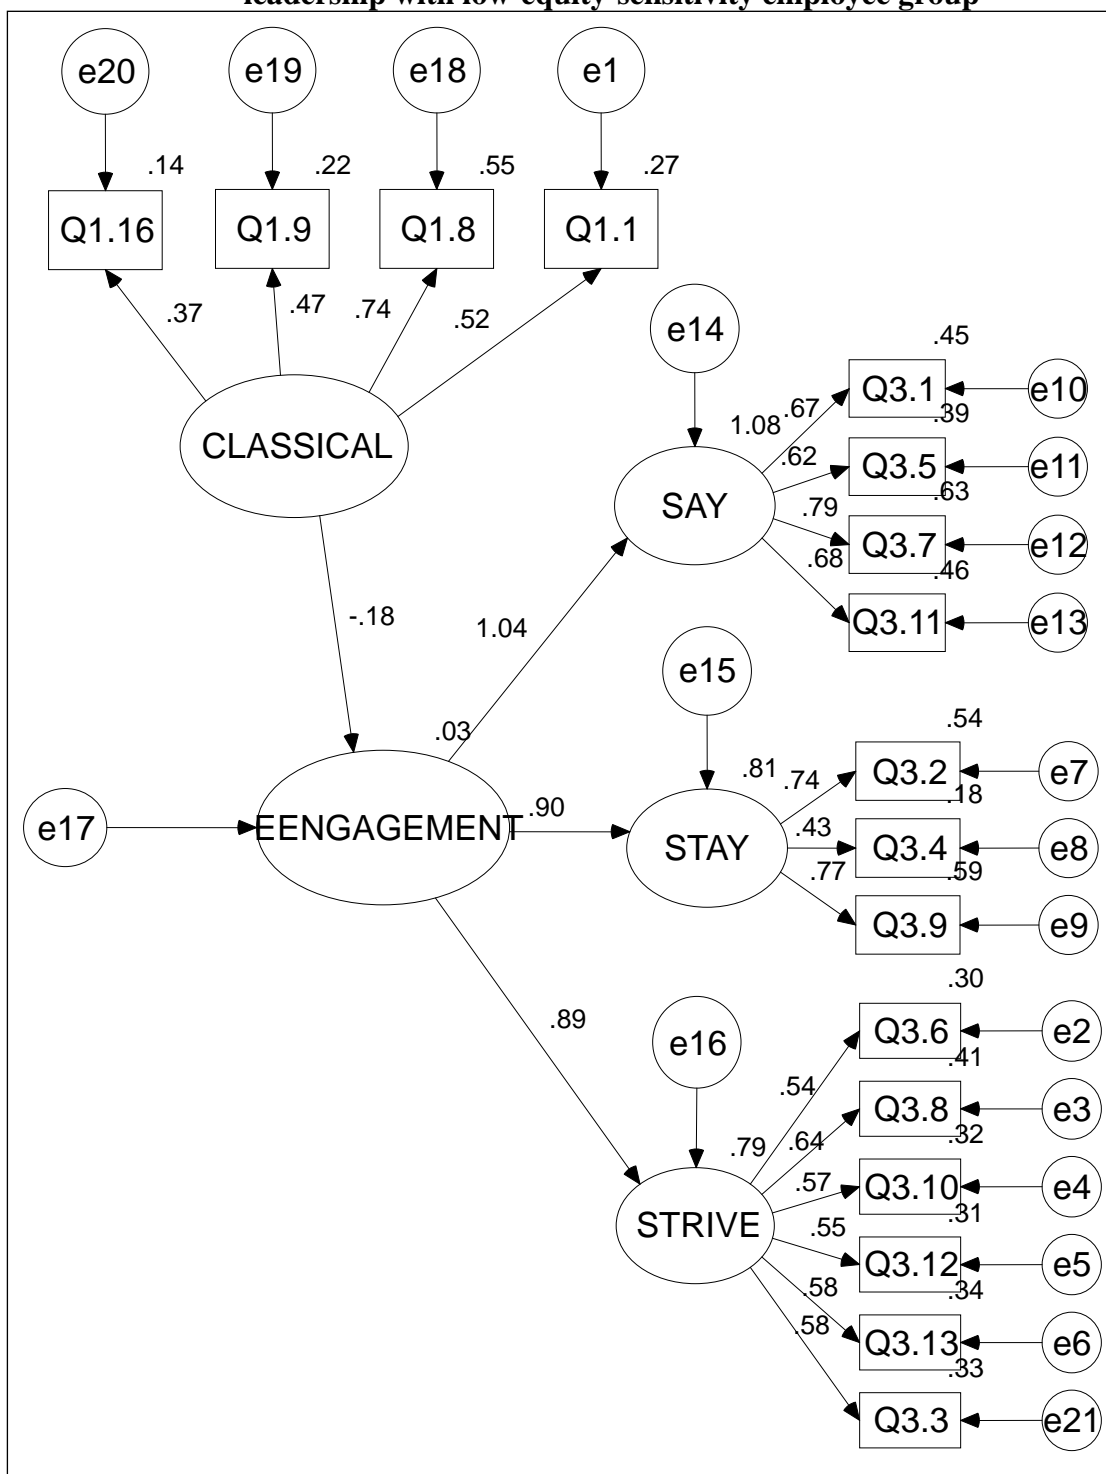 leadership with low equity sensitivity employee group
e20 e19 e18 e1
.14 .22 .55 .27
Q1.16 Q1.9 Q1.8 Q1.1
.37 .47 .74 .52
e14
.45
Q3.1 e10
.67
.39
1.08
CLASSICAL
.62
Q3.5 e11
.63
SAY
.79
Q3.7 e12
.68
.46
Q3.11 e13
-.18
1.04
e15
.54
.03
Q3.2 e7
.81 .74
.18
e17
EENGAGEMENT
.90
.43
STAY
Q3.4 e8
.77
.59
Q3.9 e9
.30
.89
e16
Q3.6 e2
.41
.54
Q3.8 e3
.32
.79 .64
.57
Q3.10 e4
.31
STRIVE
.55
Q3.12 e5
.34
.58
.58
Q3.13 e6
.33
Q3.3 e21